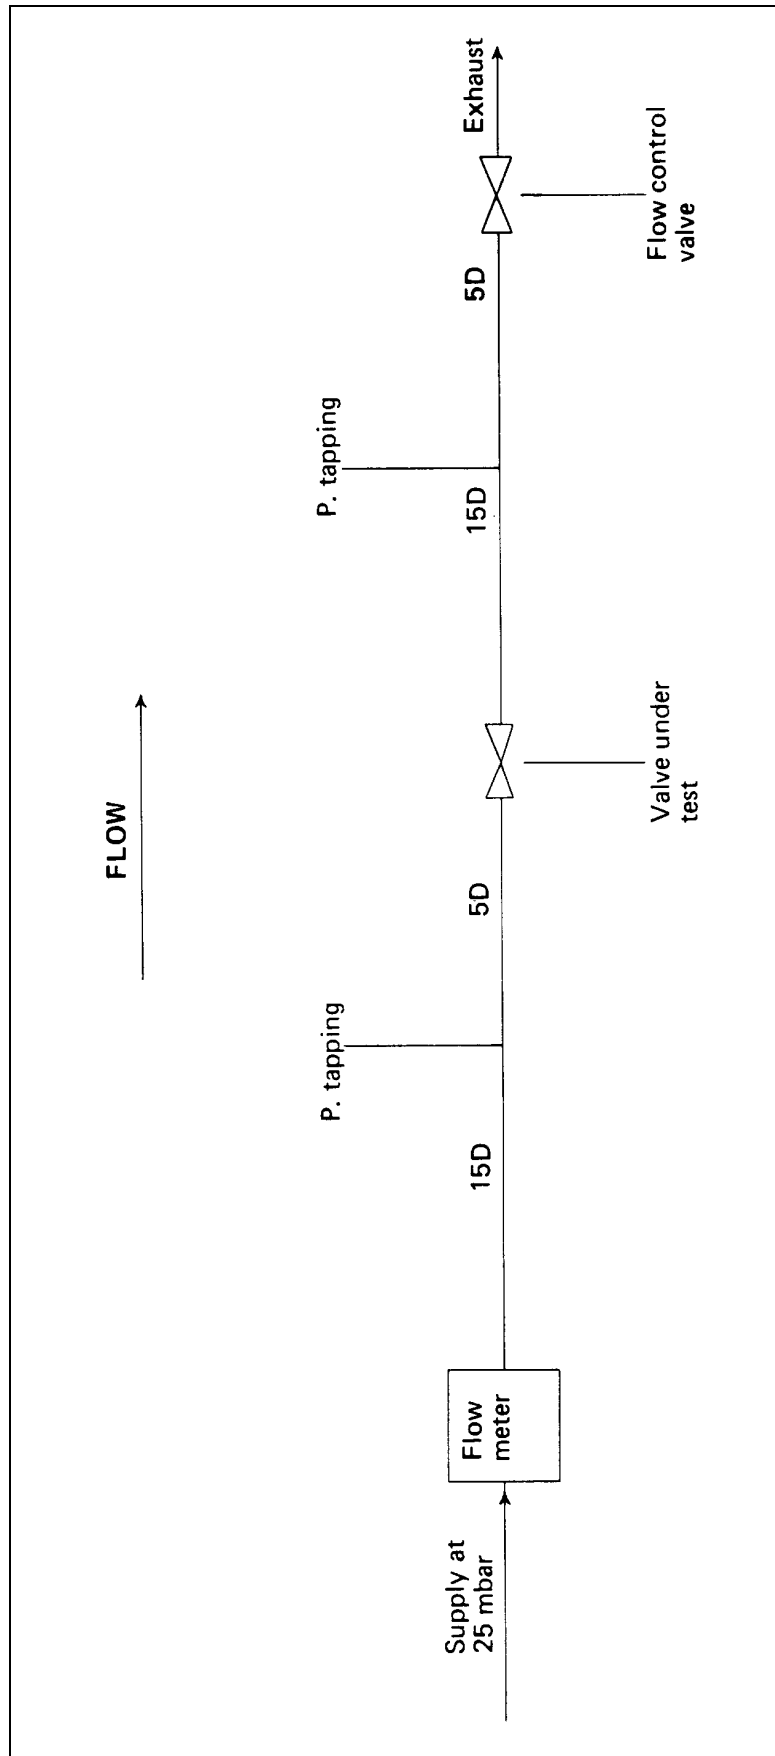 FLOW
P. tapping
P. tapping
Supply at
25 mbar
Flow
meter
15D
5D
15D
5D
Exhaust
Valve under
test
Flow control
valve